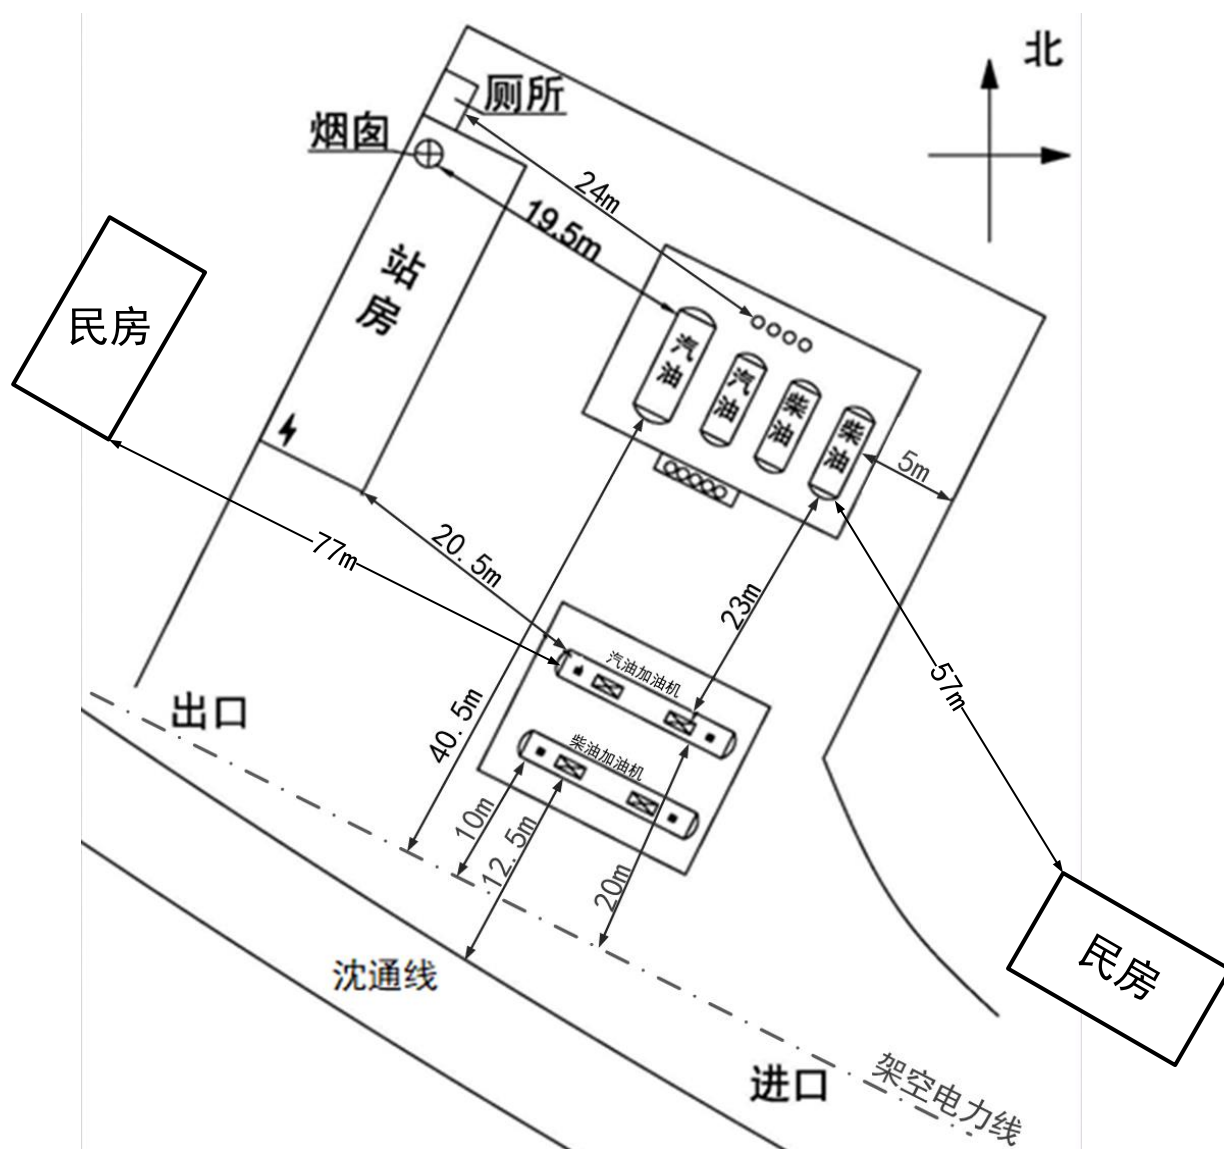 北
厕所
烟囱
24m
19.5m
站房
民房
汽油
汽油
柴油
柴油
5m
77m
20.5m
23m
57m
汽油加油机
柴油加油机
40.5m
10m
12.5m
20m
出口
沈通线
进口
架空电力线
民房